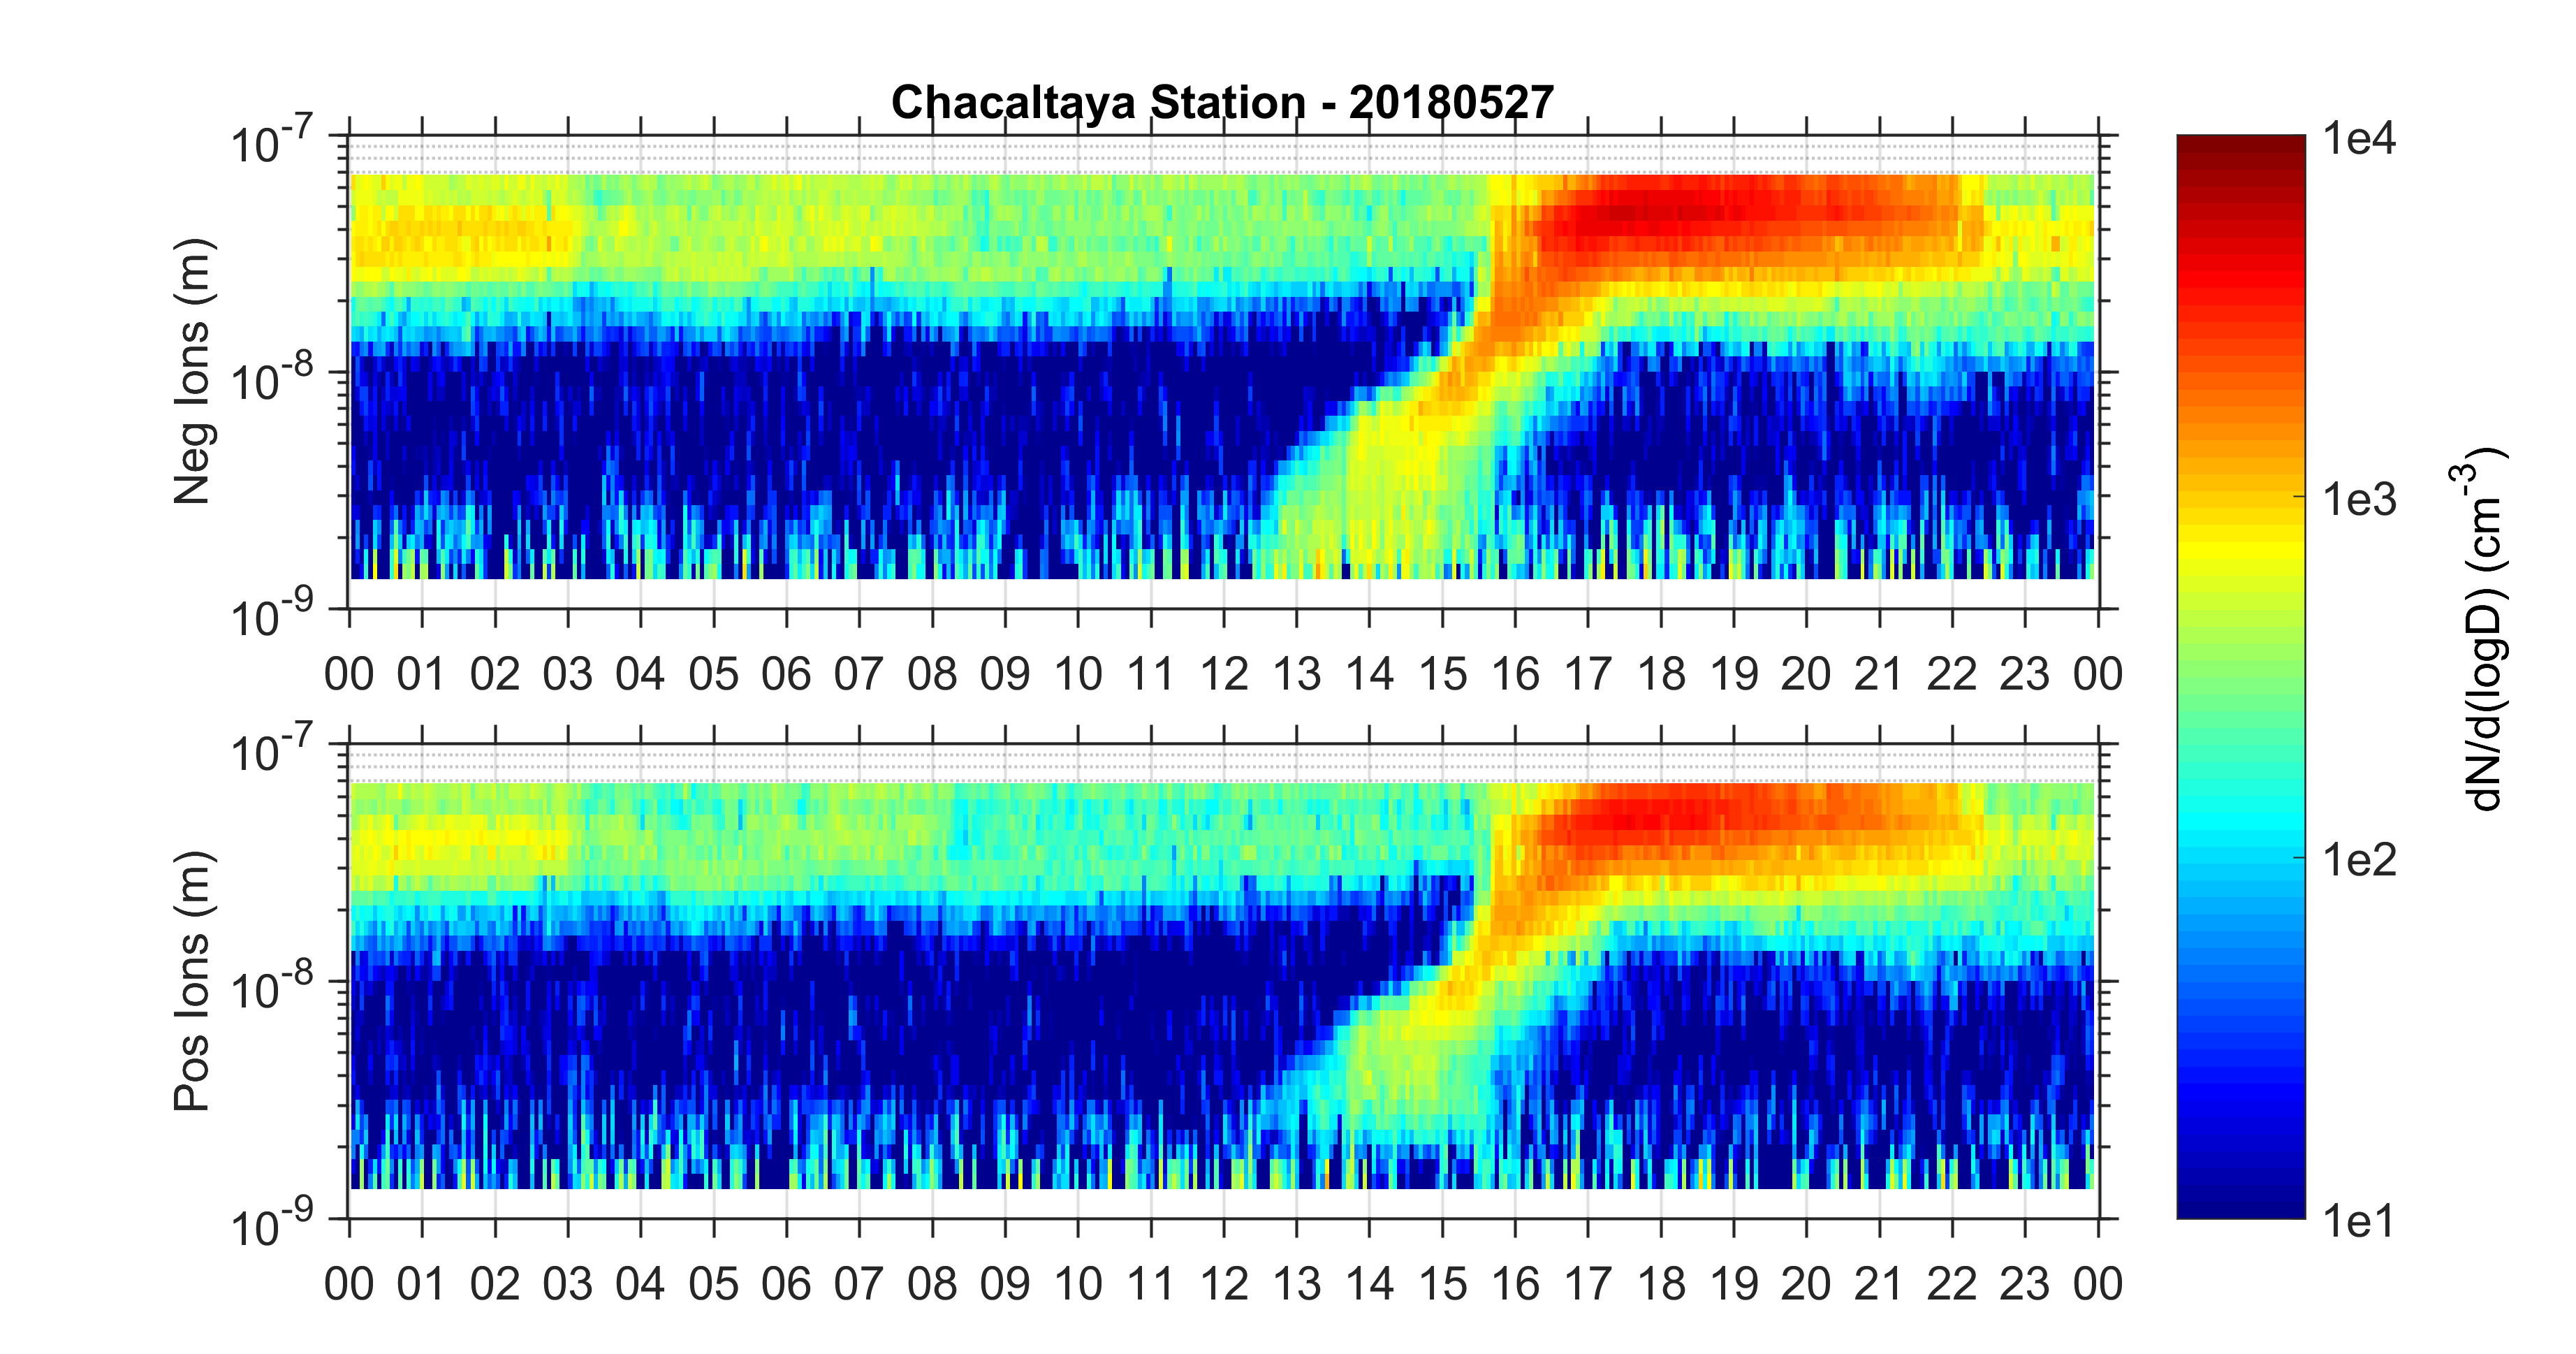 Chacaltaya Station - 20180527
10-7
10-8
10-9
Neg Ions (m)
00 01 02 03 04 05 06 07 08 09 10 11 12 13 14 15 16 17 18 19 20 21 22 23 00
10-7
10-8
10-9
Pos Ions (m)
00 01 02 03 04 05 06 07 08 09 10 11 12 13 14 15 16 17 18 19 20 21 22 23 00
1e4
1e3
1e2
1e1
dN/d(logD) (cm-3)